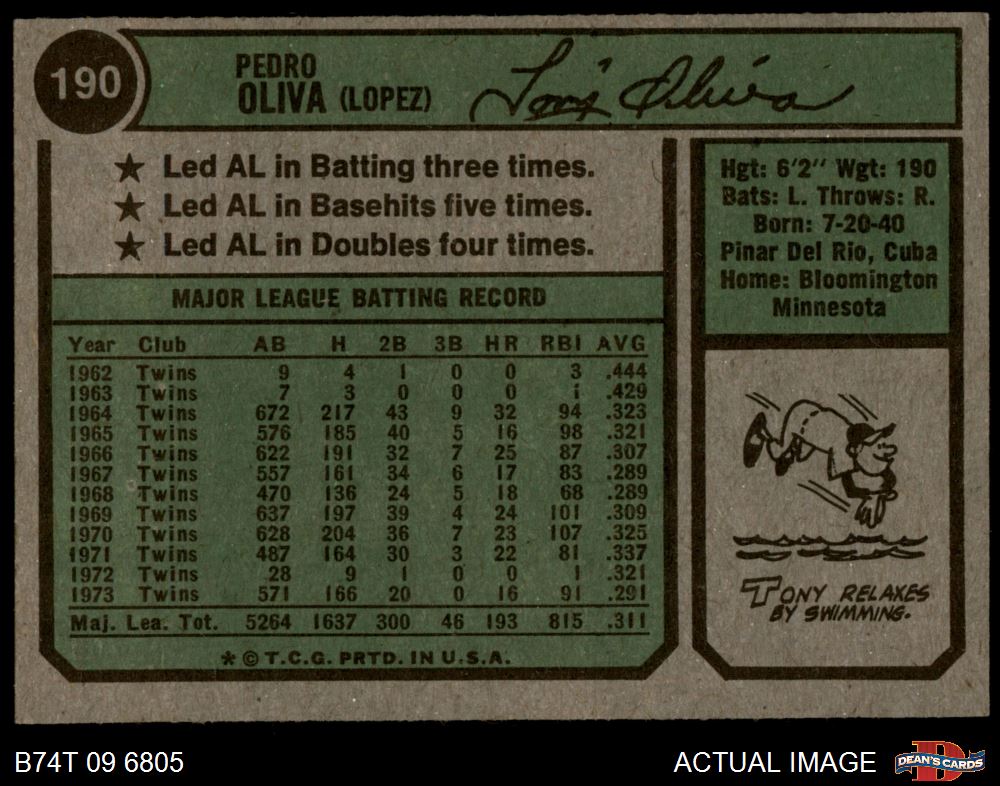 190
PEDRO
OLIVA (LOPEZ)
Tony Oliva
★ Led AL in Batting three times.
★ Led AL in Basehits five times.
★ Led AL in Doubles four times.
MAJOR LEAGUE BATTING RECORD
Year Club AB H 2B 3B HR RBI AVG
1962 Twins 9 4 1 0 0 3 .444
1963 Twins 7 3 0 0 0 1 .429
1964 Twins 672 217 43 9 32 94 .323
1965 Twins 576 185 40 5 16 98 .321
1966 Twins 622 191 32 7 25 87 .307
1967 Twins 557 161 34 6 17 83 .289
1968 Twins 470 136 24 5 18 68 .289
1969 Twins 637 197 39 4 24 101 .309
1970 Twins 628 204 36 7 23 107 .325
1971 Twins 487 164 30 3 22 81 .337
1972 Twins 28 9 1 0 0 1 .321
1973 Twins 571 166 20 0 16 91 .291
Maj. Lea. Tot. 5264 1637 300 46 193 815 .311
* © T.C.G. PRTD. IN U.S.A.
Hgt: 6'2" Wgt: 190
Bats: L. Throws: R.
Born: 7-20-40
Pinar Del Rio, Cuba
Home: Bloomington
Minnesota
TONY RELAXES
BY SWIMMING.
B74T 09 6805
ACTUAL IMAGE
D
DEAN'S CARDS